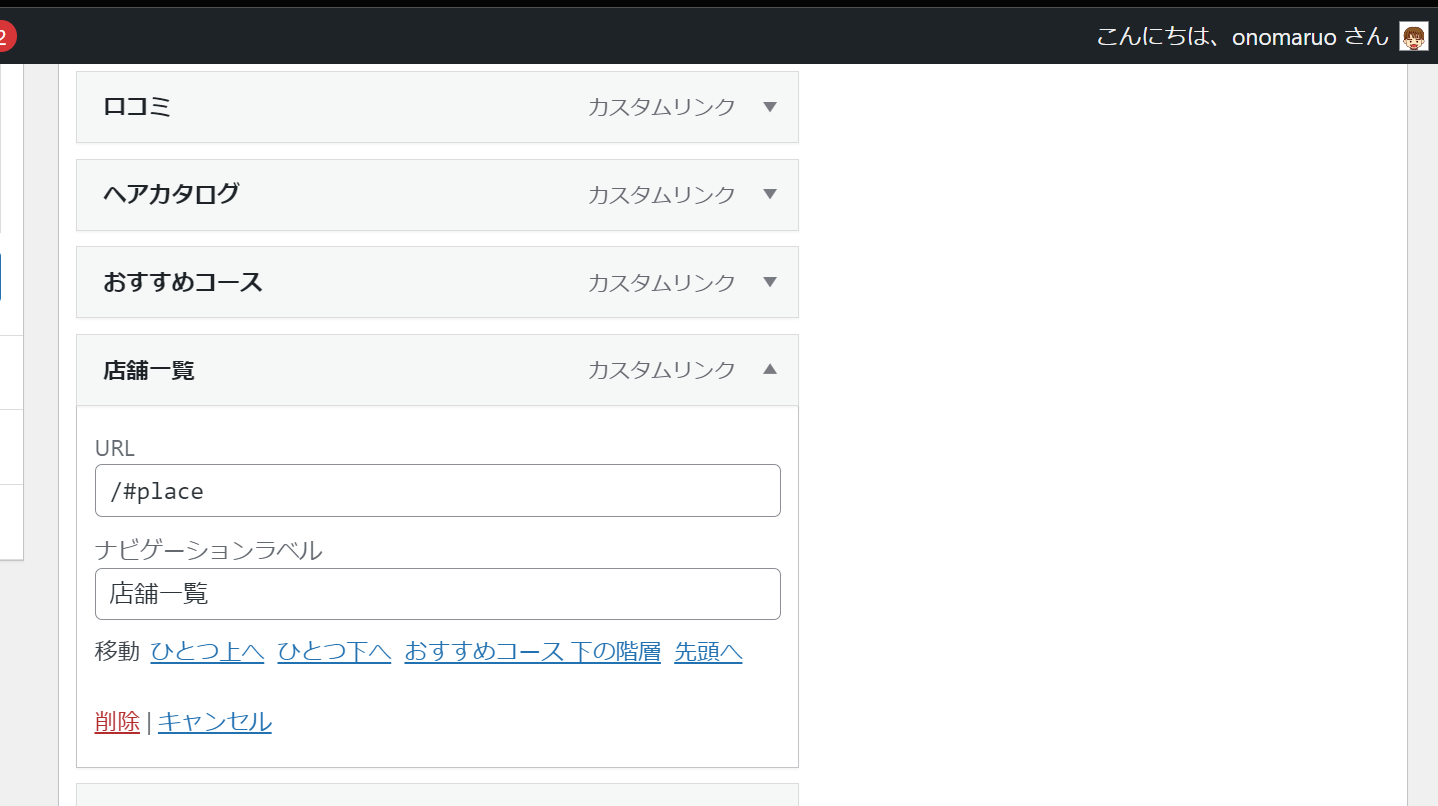 2
こんにちは、onomaruo さん
口コミ カスタムリンク ▼
ヘアカタログ カスタムリンク ▼
おすすめコース カスタムリンク ▼
店舗一覧 カスタムリンク ▲
URL
/#place
ナビゲーションラベル
店舗一覧
移動 ひとつ上へ ひとつ下へ おすすめコース 下の階層 先頭へ
削除 | キャンセル